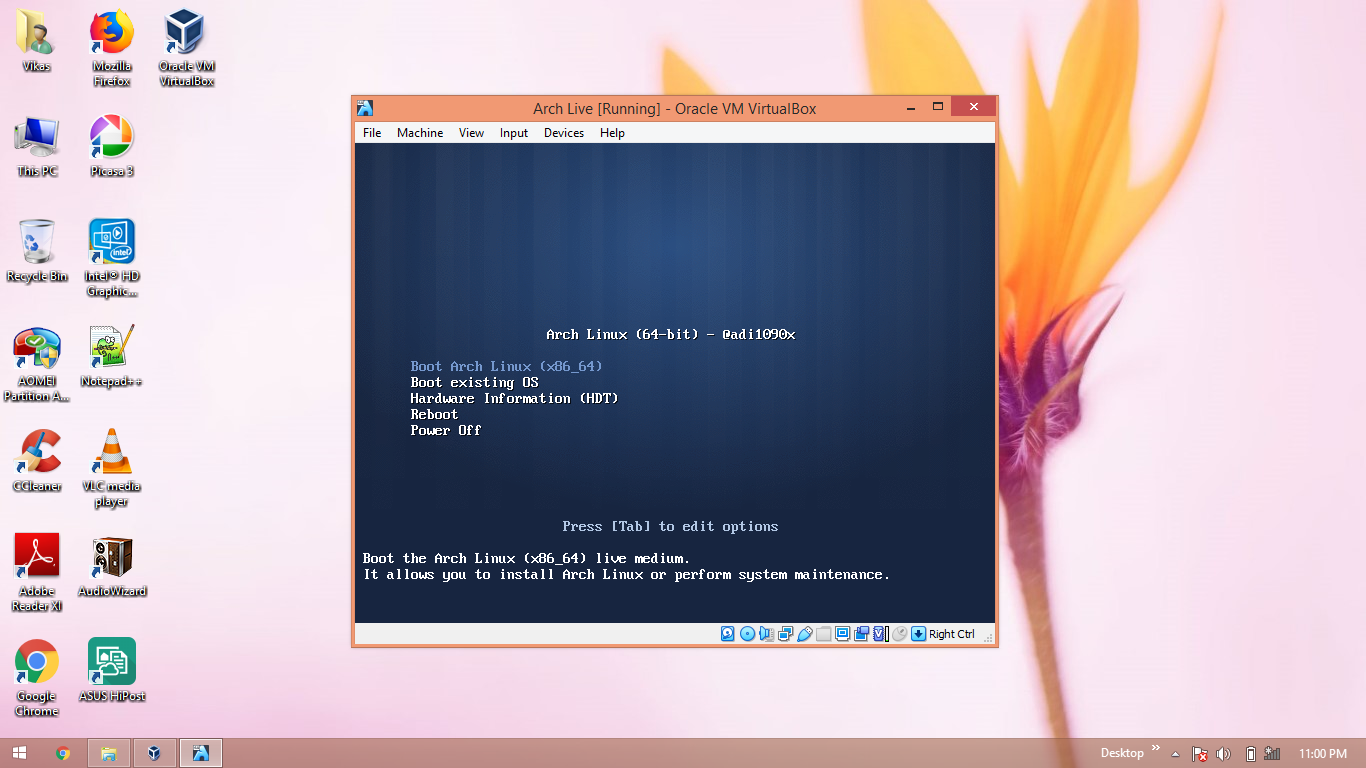 Vikas
Mozilla Firefox
Oracle VM VirtualBox
This PC
Picasa 3
Recycle Bin
Intel® HD Graphic...
AOMEI Partition A...
Notepad++
CCleaner
VLC media player
Adobe Reader XI
AudioWizard
Google Chrome
ASUS HiPost
Arch Live [Running] - Oracle VM VirtualBox
File Machine View Input Devices Help
Arch Linux (64-bit) - @adi1090x
Boot Arch Linux (x86_64)
Boot existing OS
Hardware Information (HDT)
Reboot
Power Off
Press [Tab] to edit options
Boot the Arch Linux (x86_64) live medium.
It allows you to install Arch Linux or perform system maintenance.
Right Ctrl
Desktop
11:00 PM